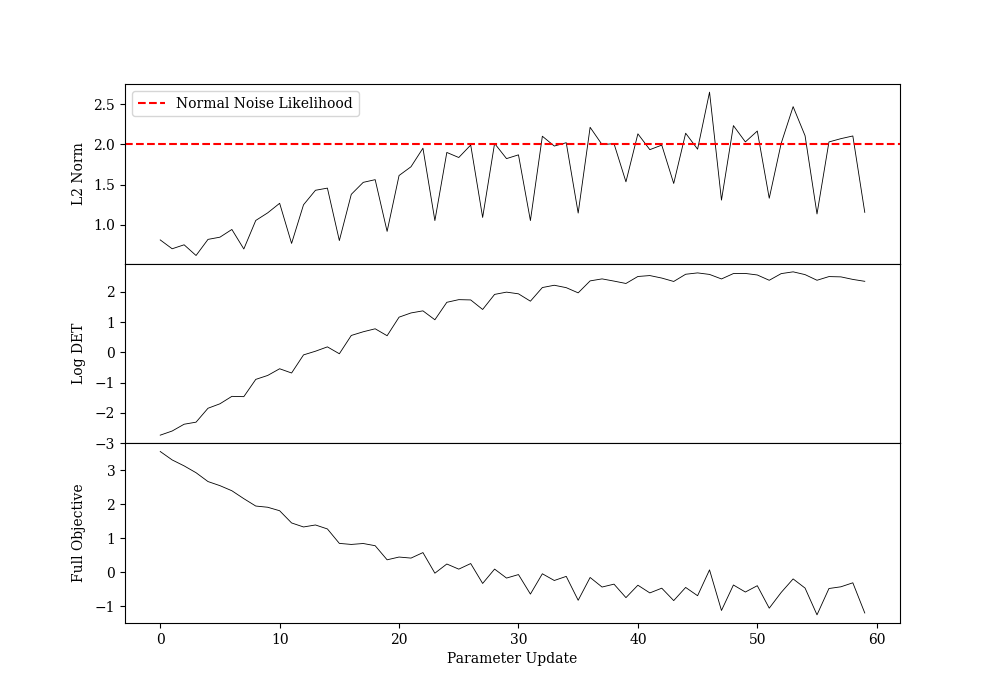 Normal Noise Likelihood
L2 Norm
2.5
2.0
1.5
1.0
Log DET
2
1
0
−1
−2
−3
Full Objective
3
2
1
0
−1
0 10 20 30 40 50 60
Parameter Update